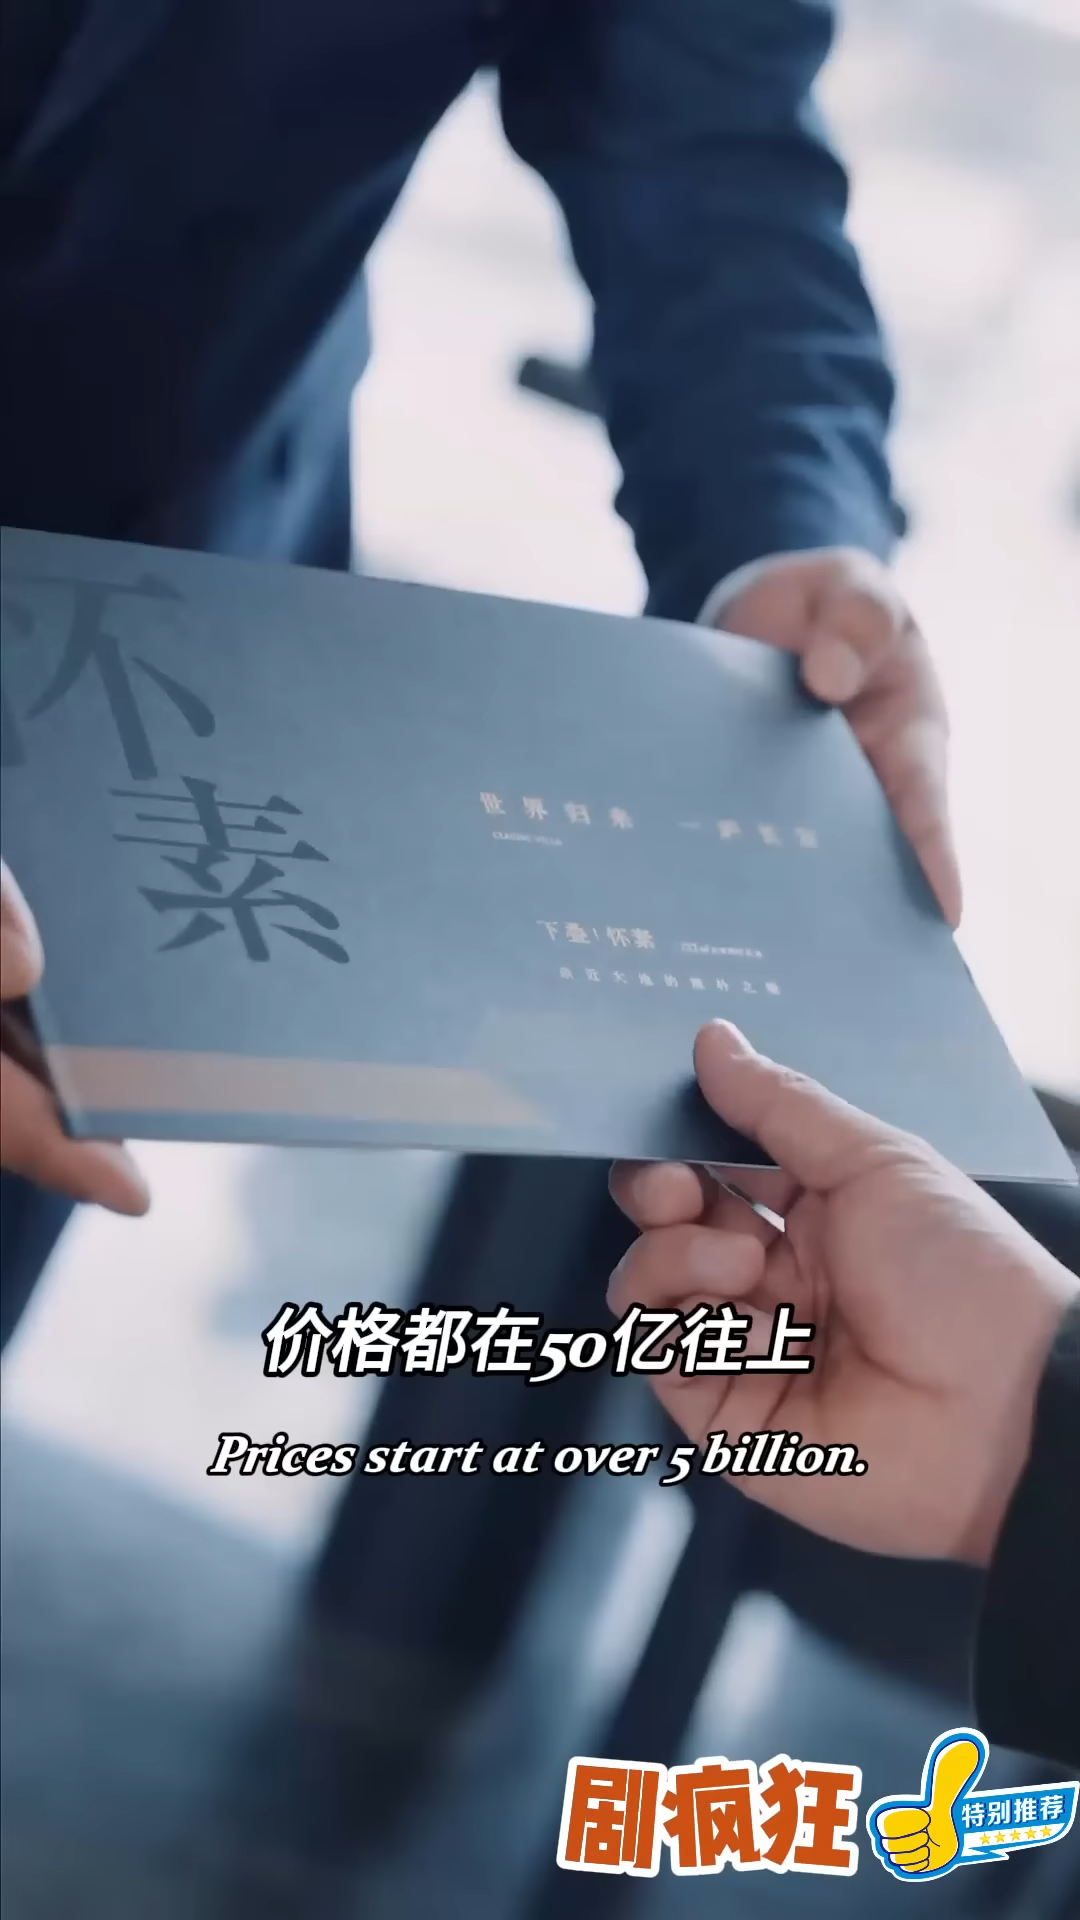 怀素
世界归来
下叠!怀素
价格都在50亿往上
Prices start at over 5 billion.
剧疯狂
特别推荐